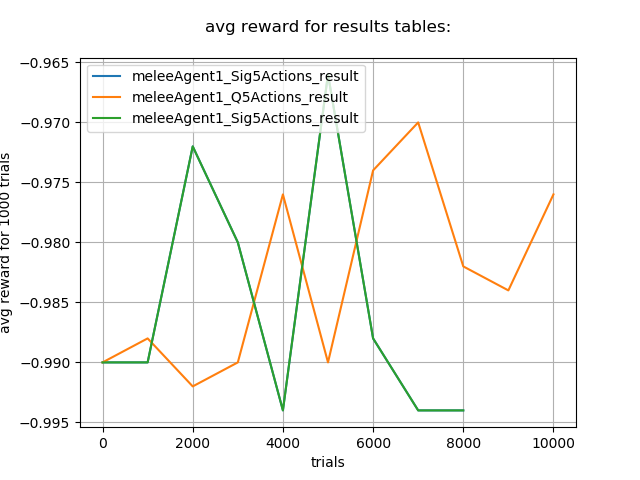 avg reward for results tables:
−0.965
−0.970
−0.975
−0.980
−0.985
−0.990
−0.995
avg reward for 1000 trials
meleeAgent1_Sig5Actions_result
meleeAgent1_Q5Actions_result
meleeAgent1_Sig5Actions_result
0 2000 4000 6000 8000 10000
trials